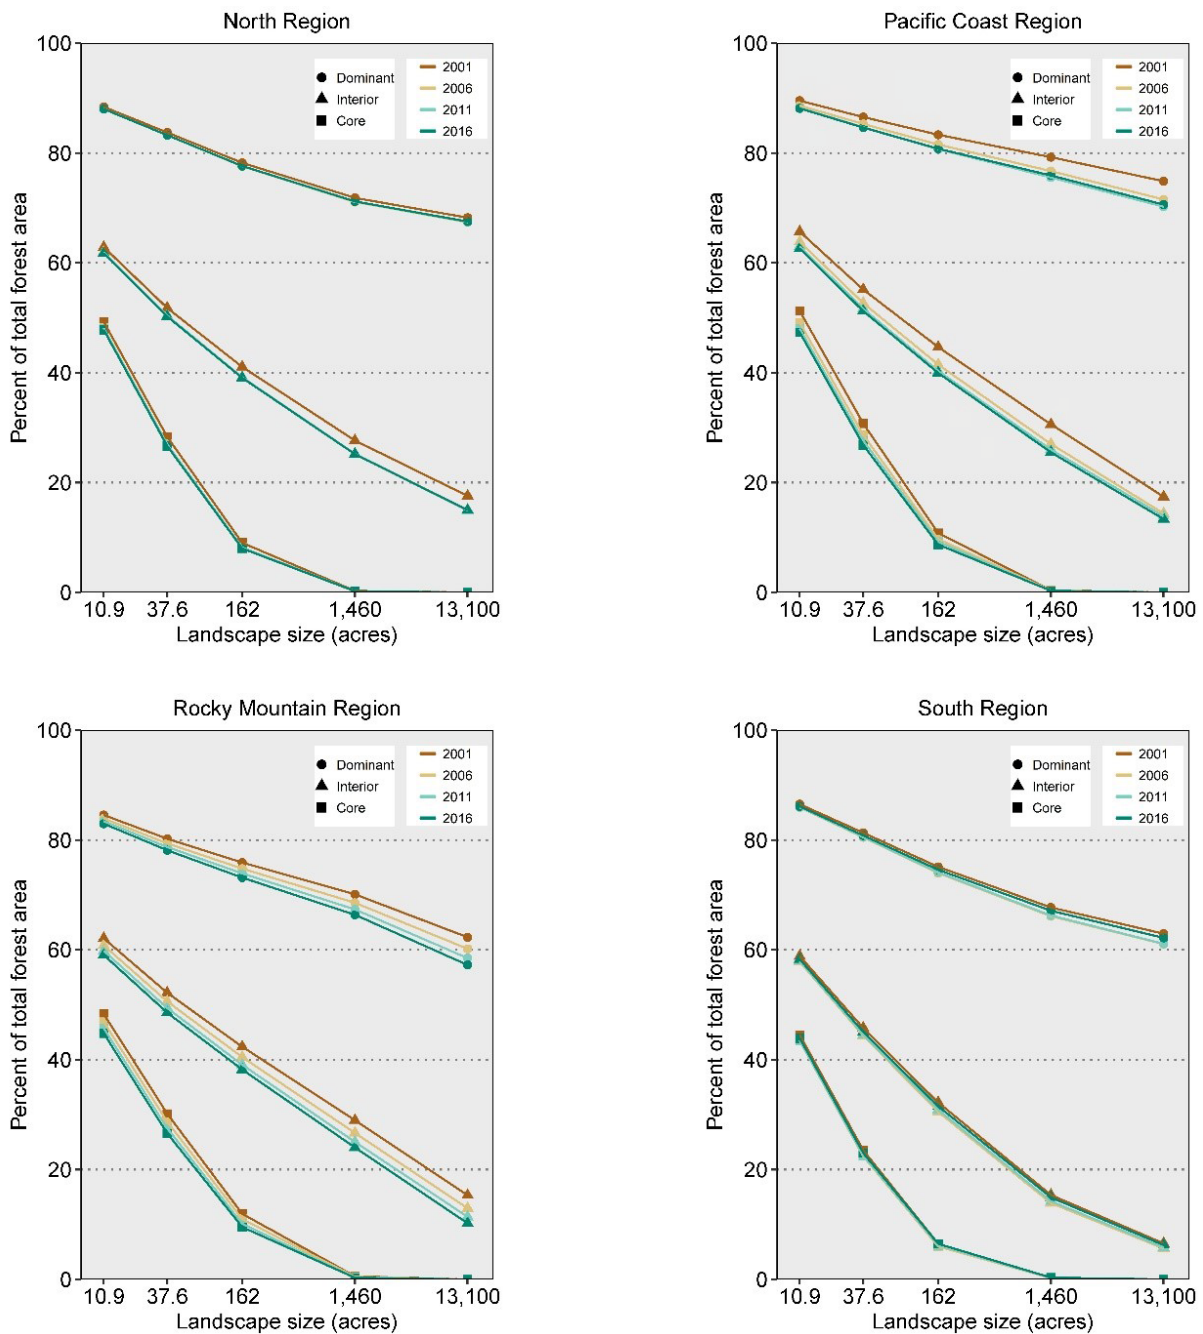 North Region
100
80
60
40
20
0
Percent of total forest area
Dominant
Interior
Core
2001
2006
2011
2016
10.9 37.6 162 1,460 13,100
Landscape size (acres)
Pacific Coast Region
100
80
60
40
20
0
Percent of total forest area
Dominant
Interior
Core
2001
2006
2011
2016
10.9 37.6 162 1,460 13,100
Landscape size (acres)
Rocky Mountain Region
100
80
60
40
20
0
Percent of total forest area
Dominant
Interior
Core
2001
2006
2011
2016
10.9 37.6 162 1,460 13,100
Landscape size (acres)
South Region
100
80
60
40
20
0
Percent of total forest area
Dominant
Interior
Core
2001
2006
2011
2016
10.9 37.6 162 1,460 13,100
Landscape size (acres)